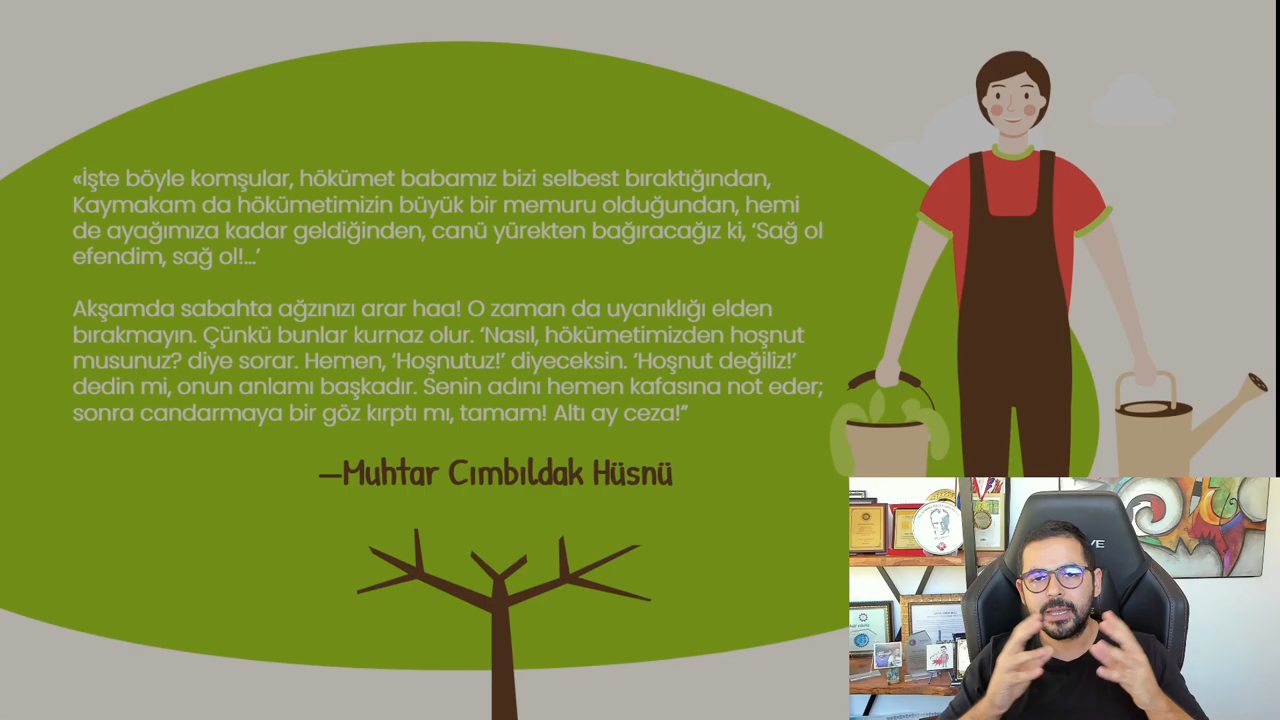 «İşte böyle komşular, hökümet babamız bizi selbest bıraktığından,
Kaymakam da hökümetimizin büyük bir memuru olduğundan, hemi
de ayağımıza kadar geldiğinden, canü yürekten bağıracağız ki, ‘Sağ ol
efendim, sağ ol!...’
Akşamda sabahta ağzınızı arar haa! O zaman da uyanıklığı elden
bırakmayın. Çünkü bunlar kurnaz olur. ‘Nasıl, hökümetimizden hoşnut
musunuz? diye sorar. Hemen, ‘Hoşnutuz!’ diyeceksin. ‘Hoşnut değiliz!’
dedin mi, onun anlamı başkadır. Senin adını hemen kafasına not eder;
sonra candarmaya bir göz kırptı mı, tamam! Altı ay ceza!”
—Muhtar Cımbıldak Hüsnü